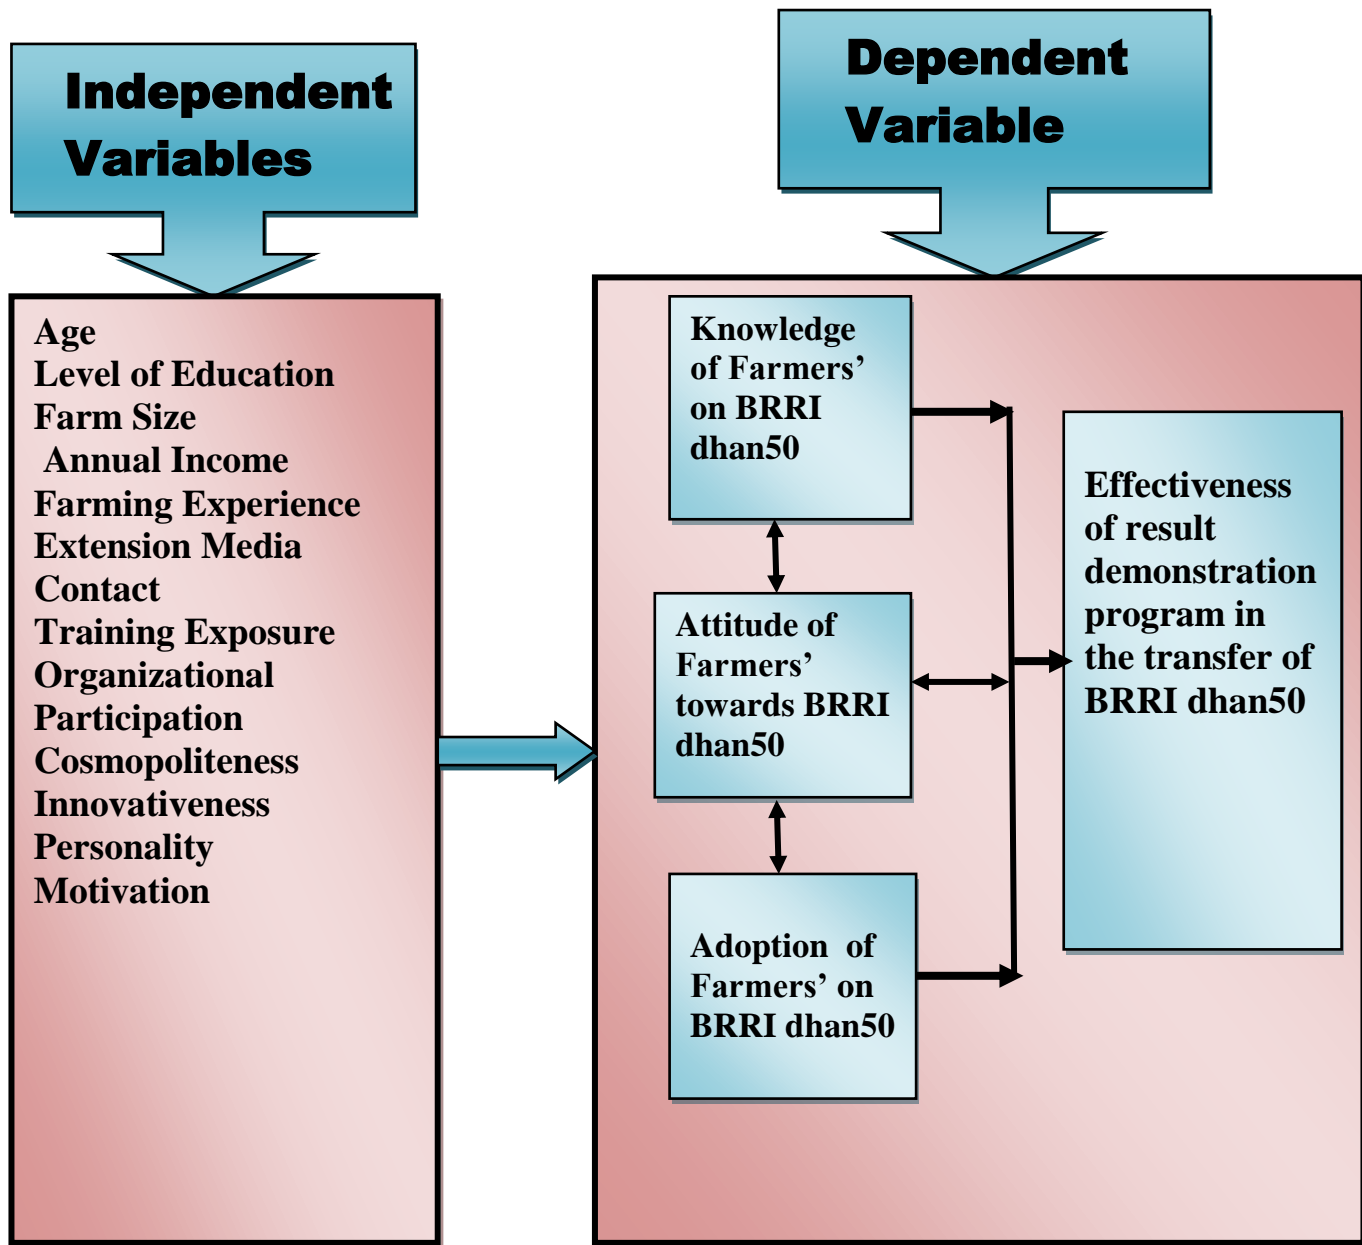 Independent
Variables
Dependent
Variable
Age
Level of Education
Farm Size
Annual Income
Farming Experience
Extension Media
Contact
Training Exposure
Organizational
Participation
Cosmopoliteness
Innovativeness
Personality
Motivation
Knowledge
of Farmers’
on BRRI
dhan50
Attitude of
Farmers’
towards BRRI
dhan50
Adoption of
Farmers’ on
BRRI dhan50
Effectiveness
of result
demonstration
program in
the transfer of
BRRI dhan50